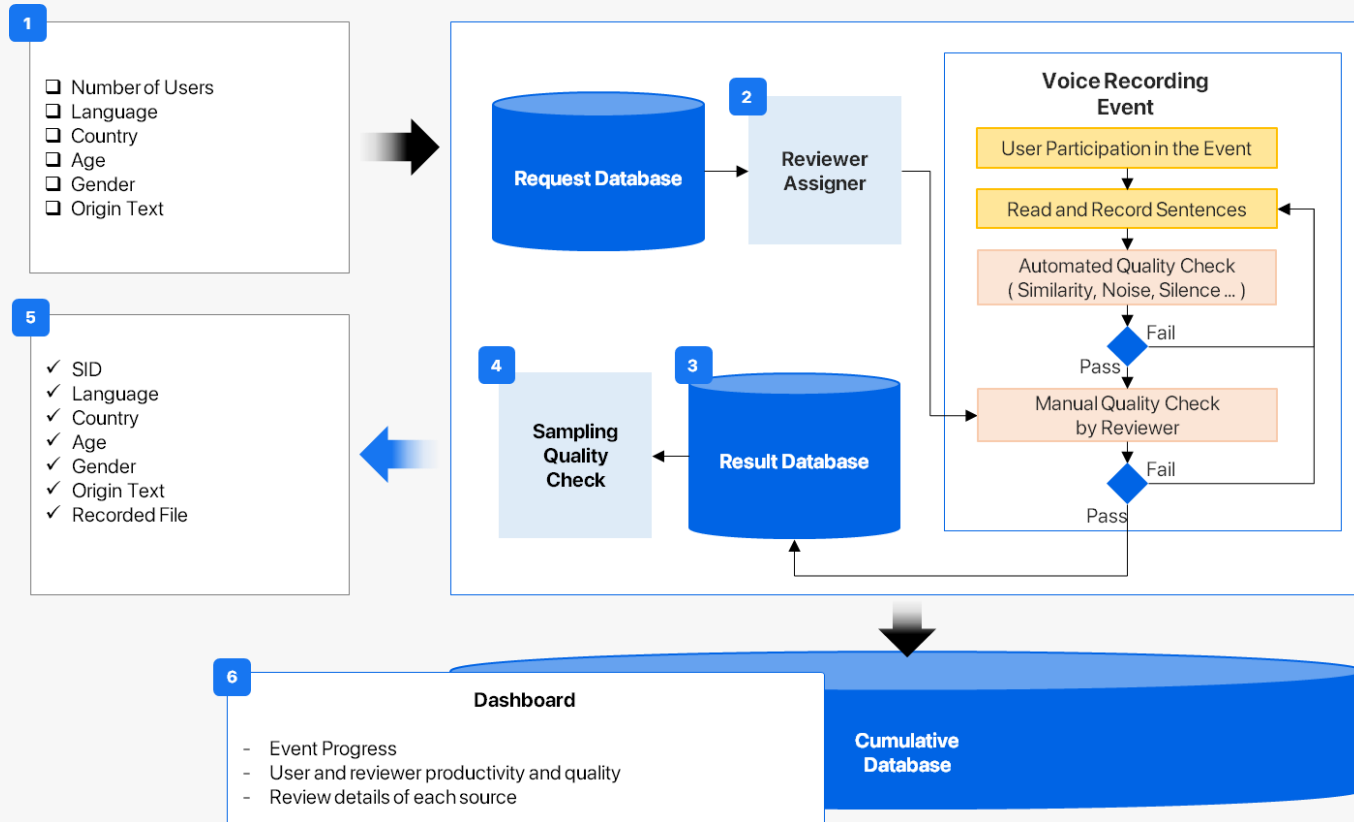 1
Number of Users
Language
Country
Age
Gender
Origin Text
Request Database
2
Reviewer
Assigner
Voice Recording
Event
User Participation in the Event
Read and Record Sentences
Automated Quality Check
( Similarity, Noise, Silence ... )
Fail
Pass
Manual Quality Check
by Reviewer
Fail
Pass
3
Result Database
4
Sampling
Quality
Check
5
SID
Language
Country
Age
Gender
Origin Text
Recorded File
6
Dashboard
- Event Progress
- User and reviewer productivity and quality
- Review details of each source
Cumulative
Database